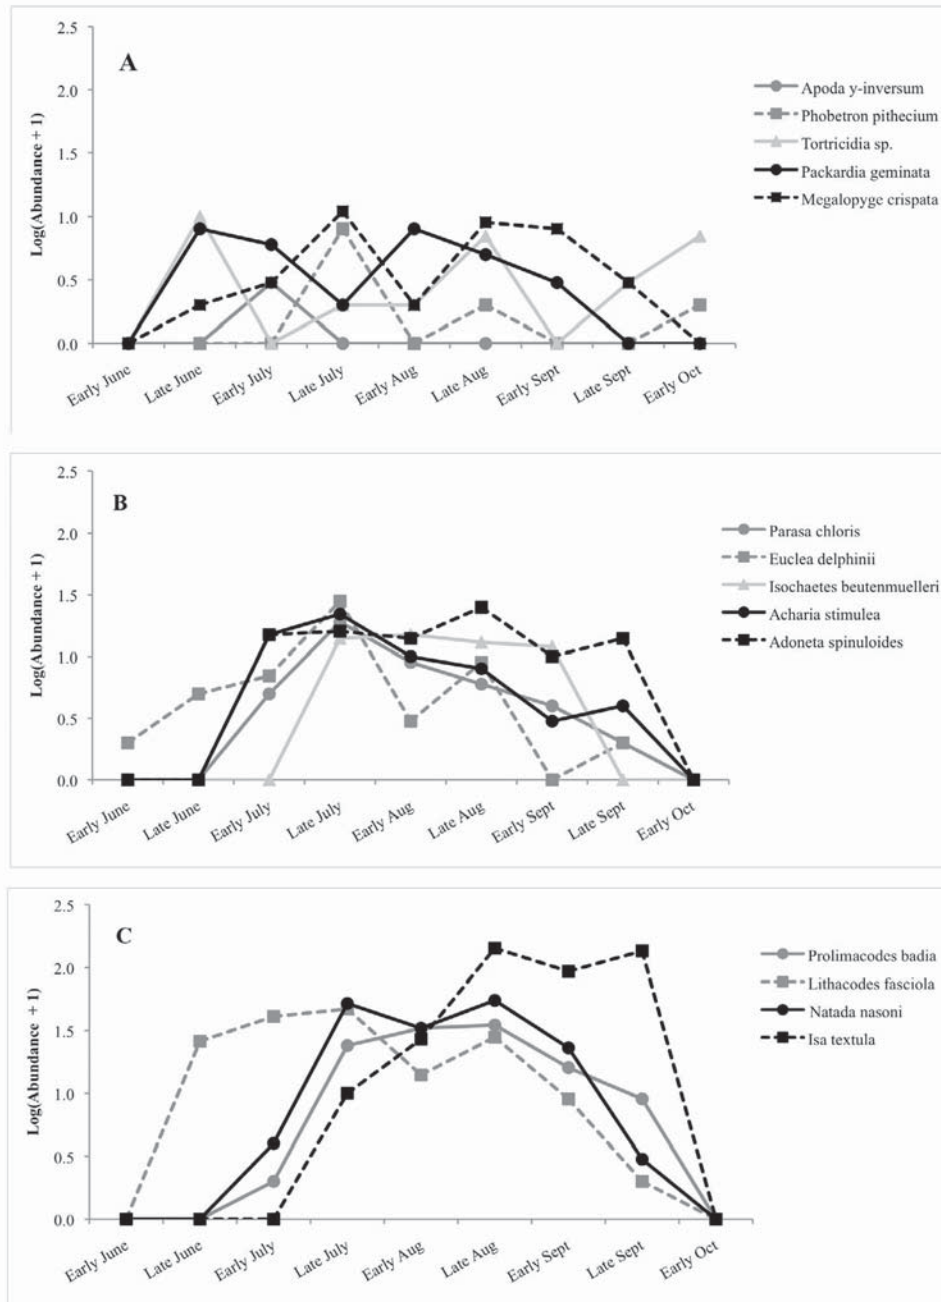 A
2.5
2.0
1.5
1.0
0.5
0.0
Log(Abundance + 1)
Early June
Late June
Early July
Late July
Early Aug
Late Aug
Early Sept
Late Sept
Early Oct
Apoda y-inversum
Phobetron pithecium
Tortricidia sp.
Packardia geminata
Megalopyge crispata
B
2.5
2.0
1.5
1.0
0.5
0.0
Log(Abundance + 1)
Early June
Late June
Early July
Late July
Early Aug
Late Aug
Early Sept
Late Sept
Early Oct
Parasa chloris
Euclea delphinii
Isochaetes beutenmuelleri
Acharia stimulea
Adoneta spinuloides
C
2.5
2.0
1.5
1.0
0.5
0.0
Log(Abundance + 1)
Early June
Late June
Early July
Late July
Early Aug
Late Aug
Early Sept
Late Sept
Early Oct
Prolimacodes badia
Lithacodes fasciola
Natada nasoni
Isa textula